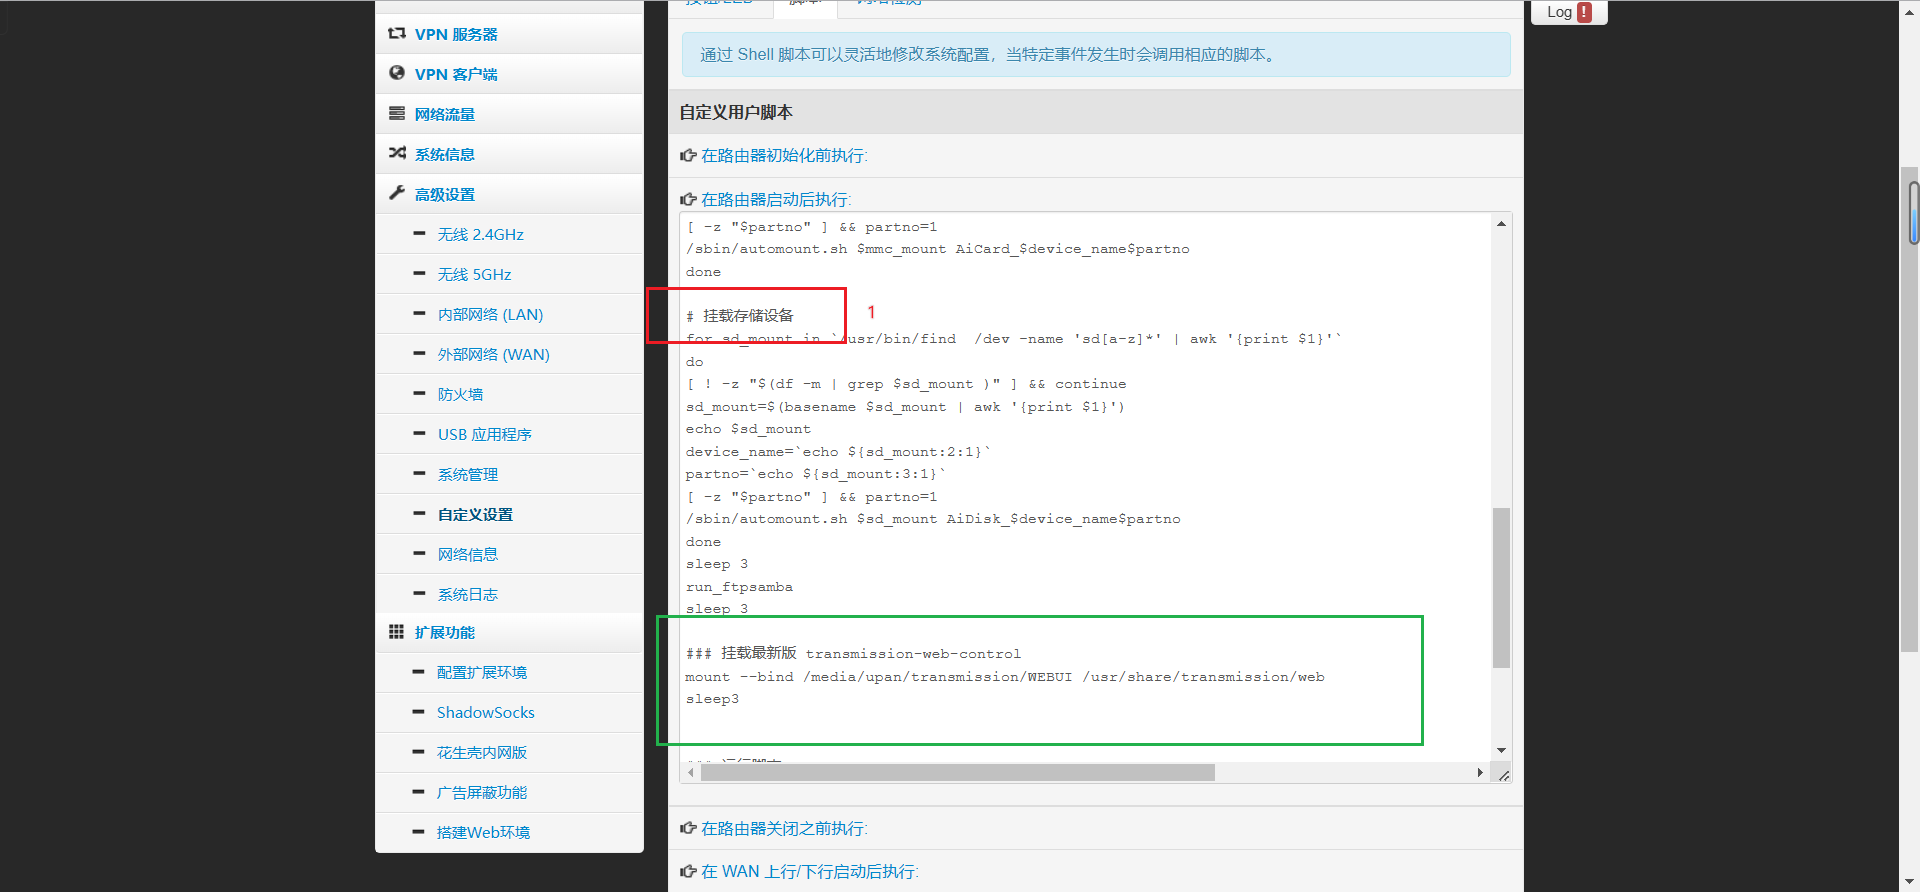 VPN 服务器
VPN 客户端
网络流量
系统信息
高级设置
无线 2.4GHz
无线 5GHz
内部网络 (LAN)
外部网络 (WAN)
防火墙
USB 应用程序
系统管理
自定义设置
网络信息
系统日志
扩展功能
配置扩展环境
ShadowSocks
花生壳内网版
广告屏蔽功能
搭建Web环境
Log !
通过 Shell 脚本可以灵活地修改系统配置，当特定事件发生时会调用相应的脚本。
自定义用户脚本
在路由器初始化前执行:
在路由器启动后执行:
[ -z "$partno" ] && partno=1
/sbin/automount.sh $mmc_mount AiCard_$device_name$partno
done
# 挂载存储设备
1
for sd_mount in `/usr/bin/find  /dev -name 'sd[a-z]*' | awk '{print $1}'`
do
[ ! -z "$(df -m | grep $sd_mount )" ] && continue
sd_mount=$(basename $sd_mount | awk '{print $1}')
echo $sd_mount
device_name=`echo ${sd_mount:2:1}`
partno=`echo ${sd_mount:3:1}`
[ -z "$partno" ] && partno=1
/sbin/automount.sh $sd_mount AiDisk_$device_name$partno
done
sleep 3
run_ftpsamba
sleep 3
### 挂载最新版 transmission-web-control
mount --bind /media/upan/transmission/WEBUI /usr/share/transmission/web
sleep3
在路由器关闭之前执行:
在 WAN 上行/下行启动后执行: